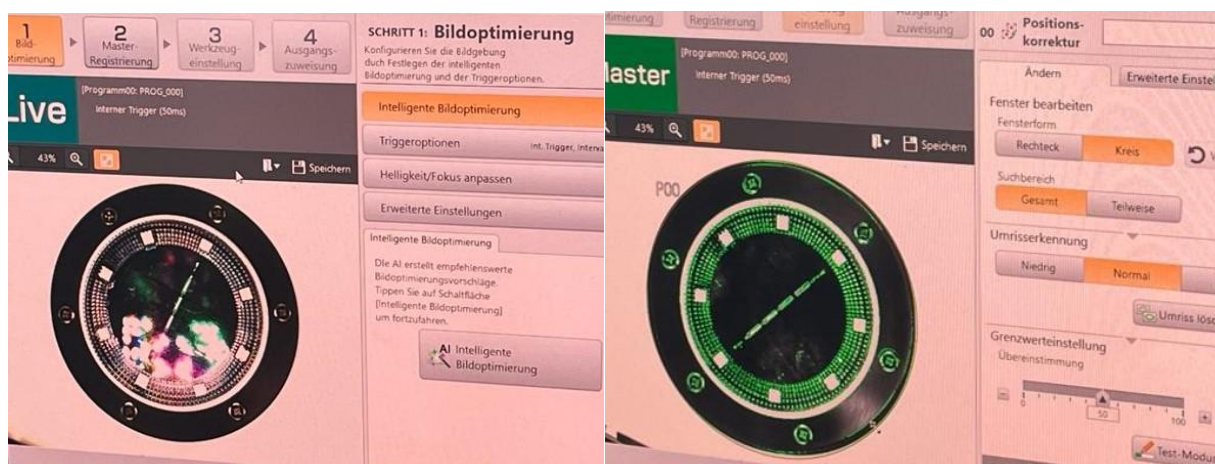 1
Bild-
timierung
2
Master-
Registrierung
3
Werkzeug-
einstellung
4
Ausgangs-
zuweisung
SCHRITT 1: Bildoptimierung
Konfigurieren Sie die Bildgebung
duch Festlegen der intelligenten
Bildoptimierung und der Triggeroptionen.
Live
[Programm00: PROG_000]
Interner Trigger (50ms)
43%
Speichern
Intelligente Bildoptimierung
Triggeroptionen
Int. Trigger, Interva
Helligkeit/Fokus anpassen
Erweiterte Einstellungen
Intelligente Bildoptimierung
DIe AI erstellt empfehlenswerte
Bildoptimierungsvorschläge.
Tippen Sie auf Schaltfläche
[Intelligente Bildoptimierung]
um fortzufahren.
AI Intelligente
Bildoptimierung
timierung
Registrierung
einstellung
Ausgangs-
zuweisung
Master
[Programm00: PROG_000]
Interner Trigger (50ms)
43%
Speichern
P00
00 Positions-
korrektur
Ändern
Erweiterte Einstel
Fenster bearbeiten
Fensterform
Rechteck
Kreis
Suchbereich
Gesamt
Teilweise
Umrisserkennung
Niedrig
Normal
Umriss lösc
Grenzwerteinstellung
Übereinstimmung
0
50
100
Test-Modu